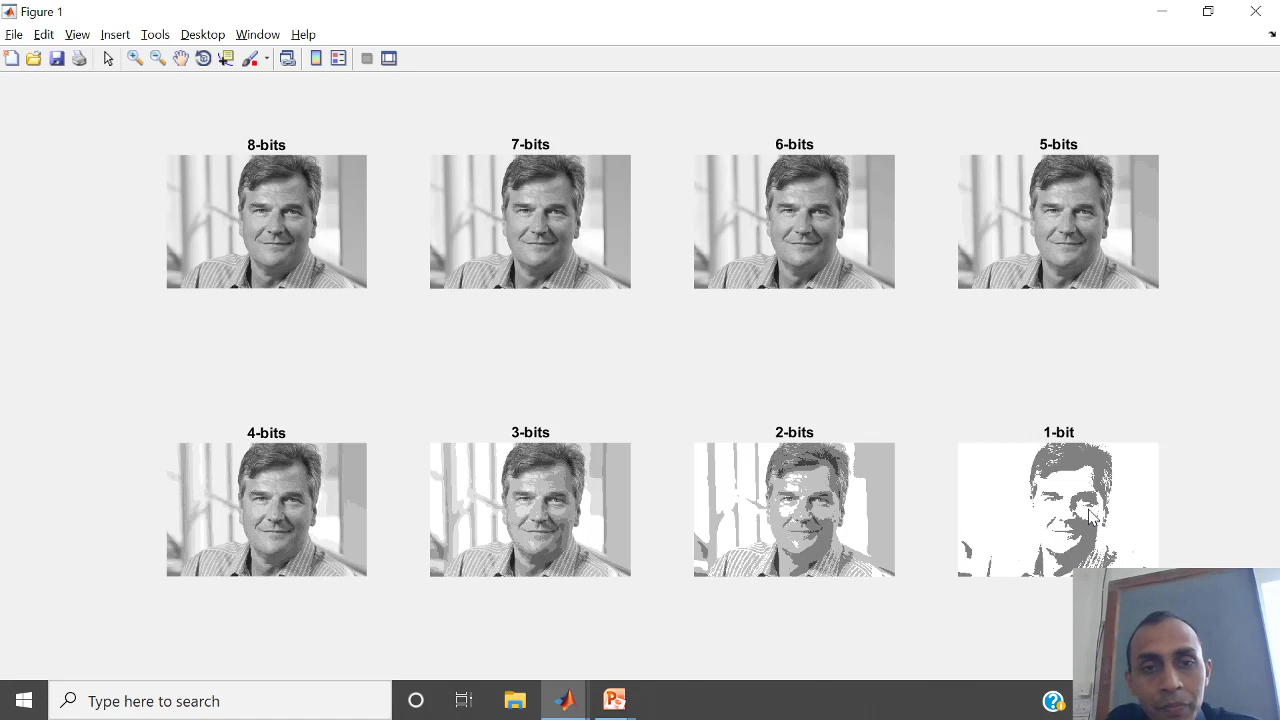 Figure 1
File Edit View Insert Tools Desktop Window Help
8-bits 7-bits 6-bits 5-bits
4-bits 3-bits 2-bits 1-bit
Type here to search